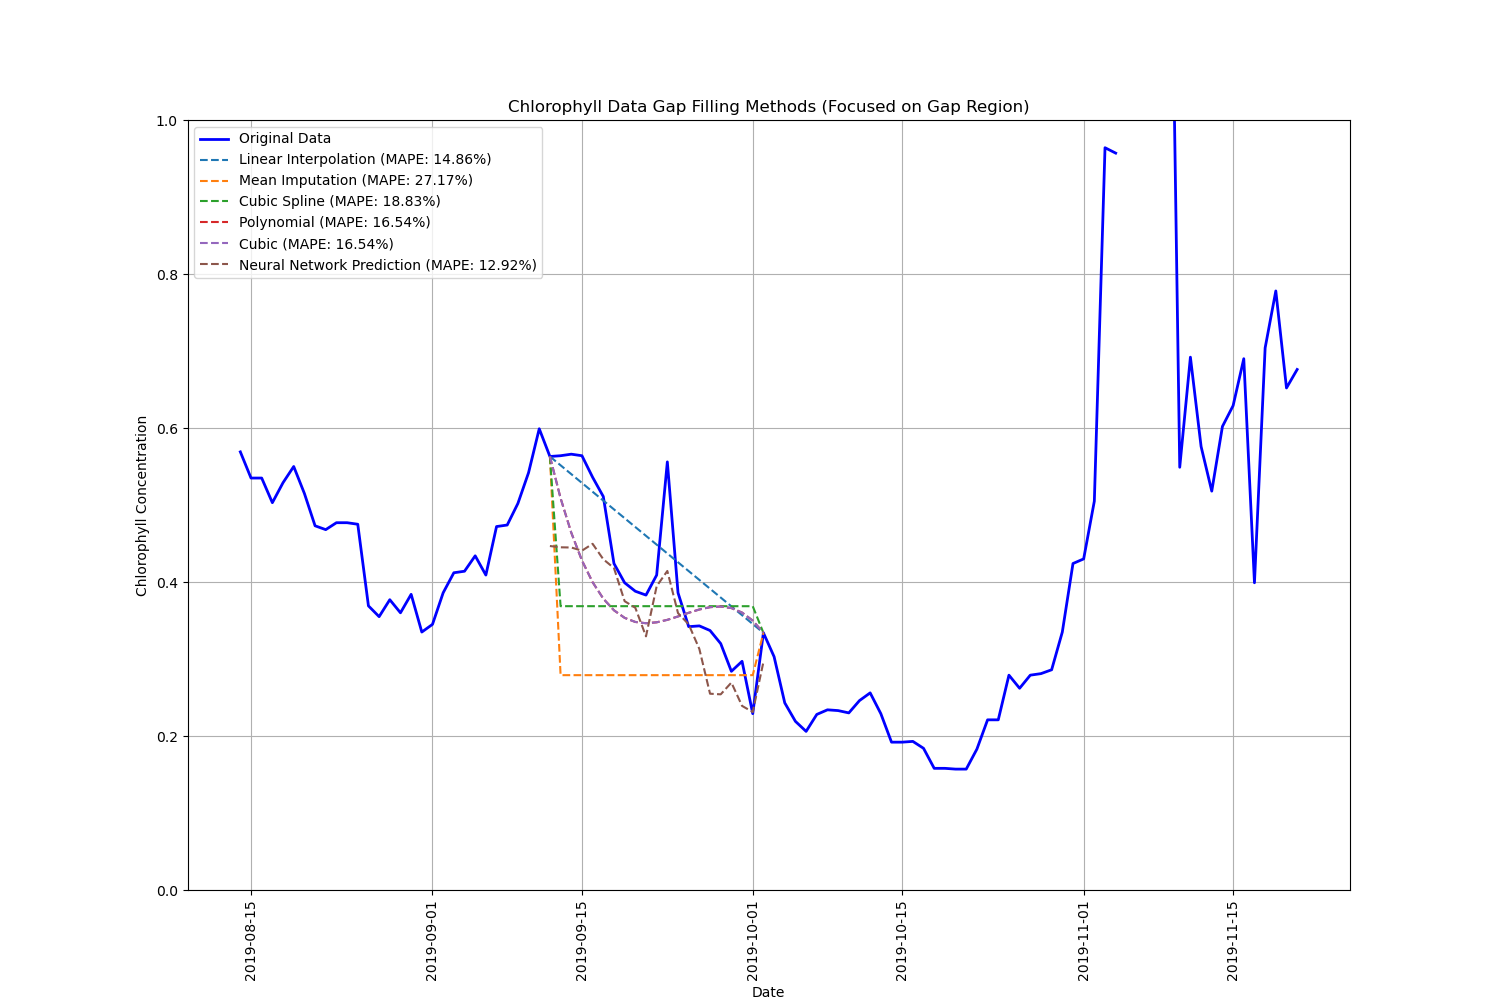 Chlorophyll Data Gap Filling Methods (Focused on Gap Region)
1.0
0.8
0.6
0.4
0.2
0.0
Chlorophyll Concentration
Original Data
Linear Interpolation (MAPE: 14.86%)
Mean Imputation (MAPE: 27.17%)
Cubic Spline (MAPE: 18.83%)
Polynomial (MAPE: 16.54%)
Cubic (MAPE: 16.54%)
Neural Network Prediction (MAPE: 12.92%)
2019-08-15
2019-09-01
2019-09-15
2019-10-01
2019-10-15
2019-11-01
2019-11-15
Date